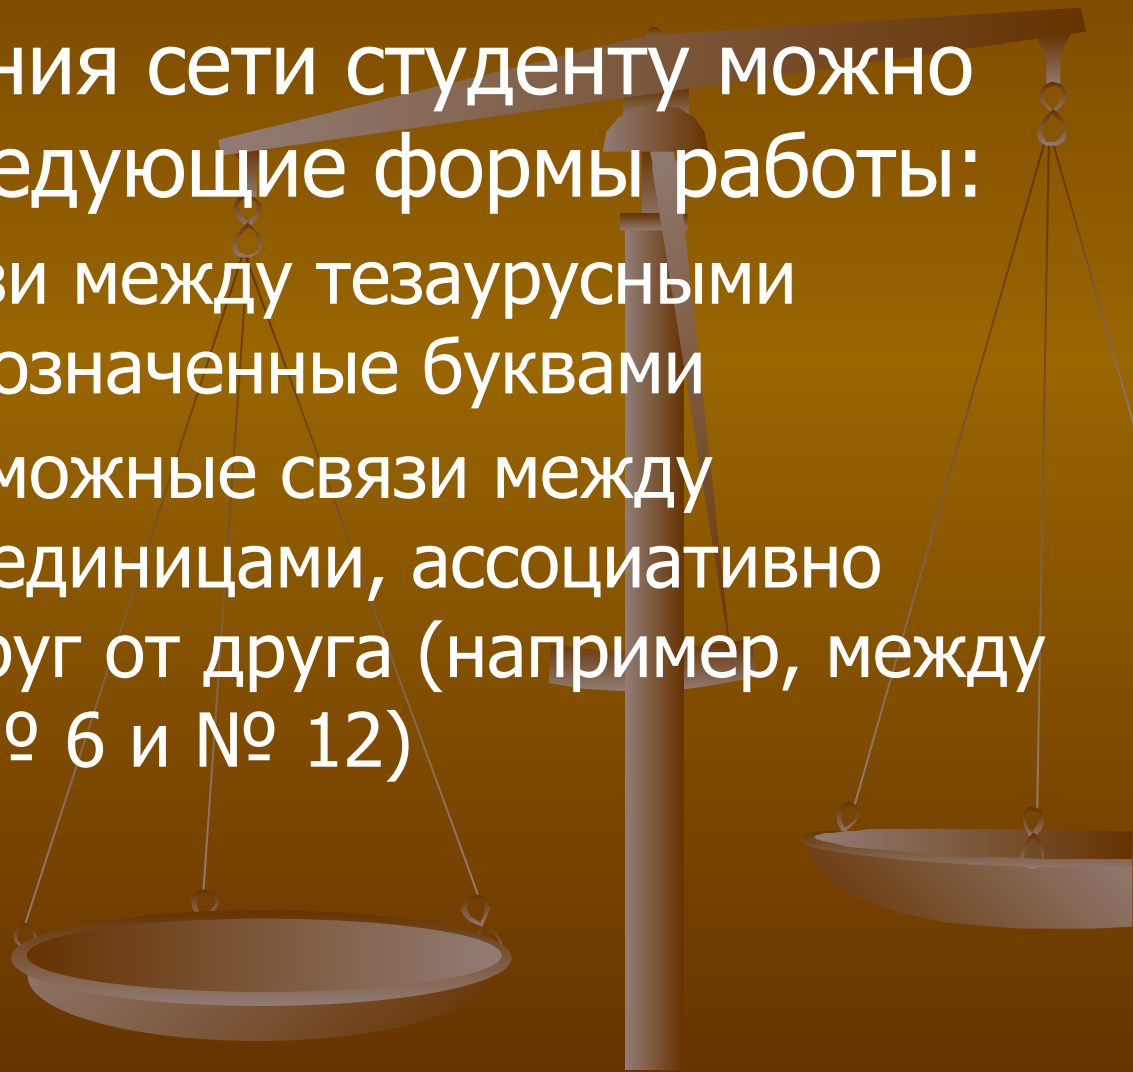 ния сети студенту можно
едующие формы работы:
зи между тезаурусными
означенные буквами
можные связи между
единицами, ассоциативно
руг от друга (например, между
№ 6 и № 12)